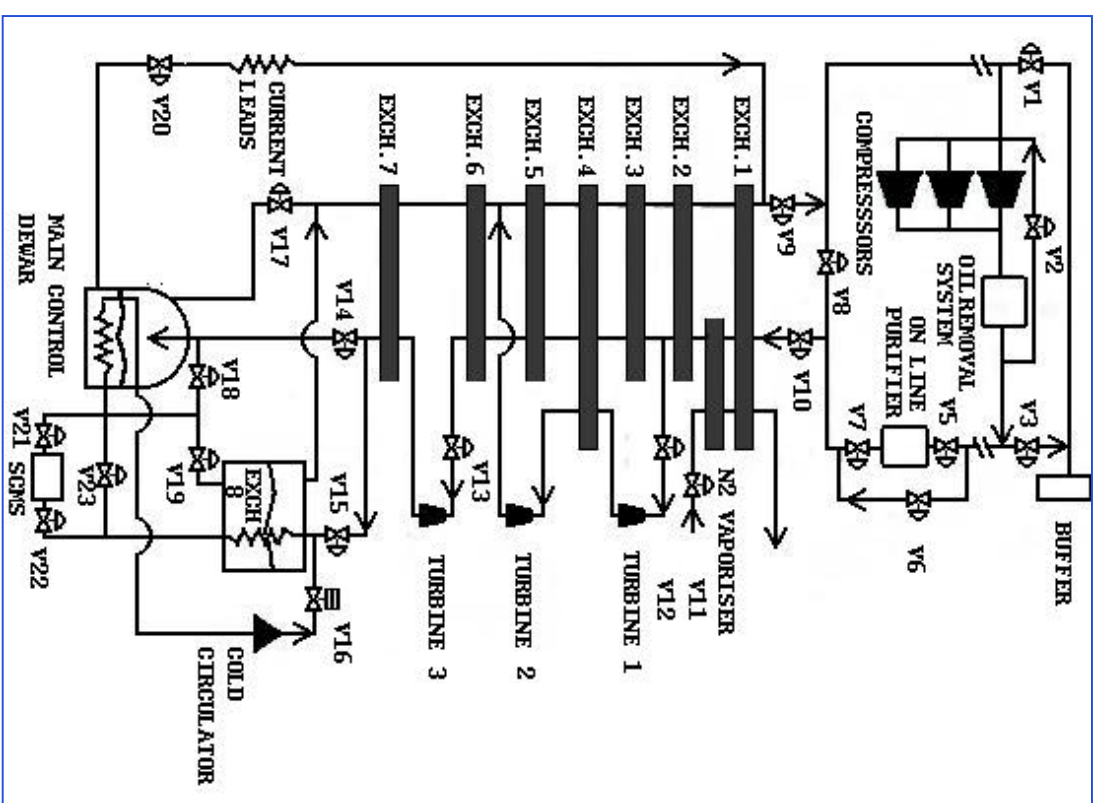 V1
V2
V3
BUFFER
COMPRESSSORS
OILREMOVAL
SYSTEM
ON LINE
PURIFIER
V5
V6
V7
V8
V9
V10
EXCH.1
EXCH.2
EXCH.3
EXCH.4
EXCH.5
EXCH.6
EXCH.7
N2 VAPORISER
V11
V12
TURBINE 1
TURBINE 2
V13
TURBINE 3
V14
V15
V16
V17
CURRENT
LEADS
V20
EXCH
8
COLD
CIRCULATOR
V18
V19
MAIN CONTROL
DEWAR
V23
V21
SCMS
V22